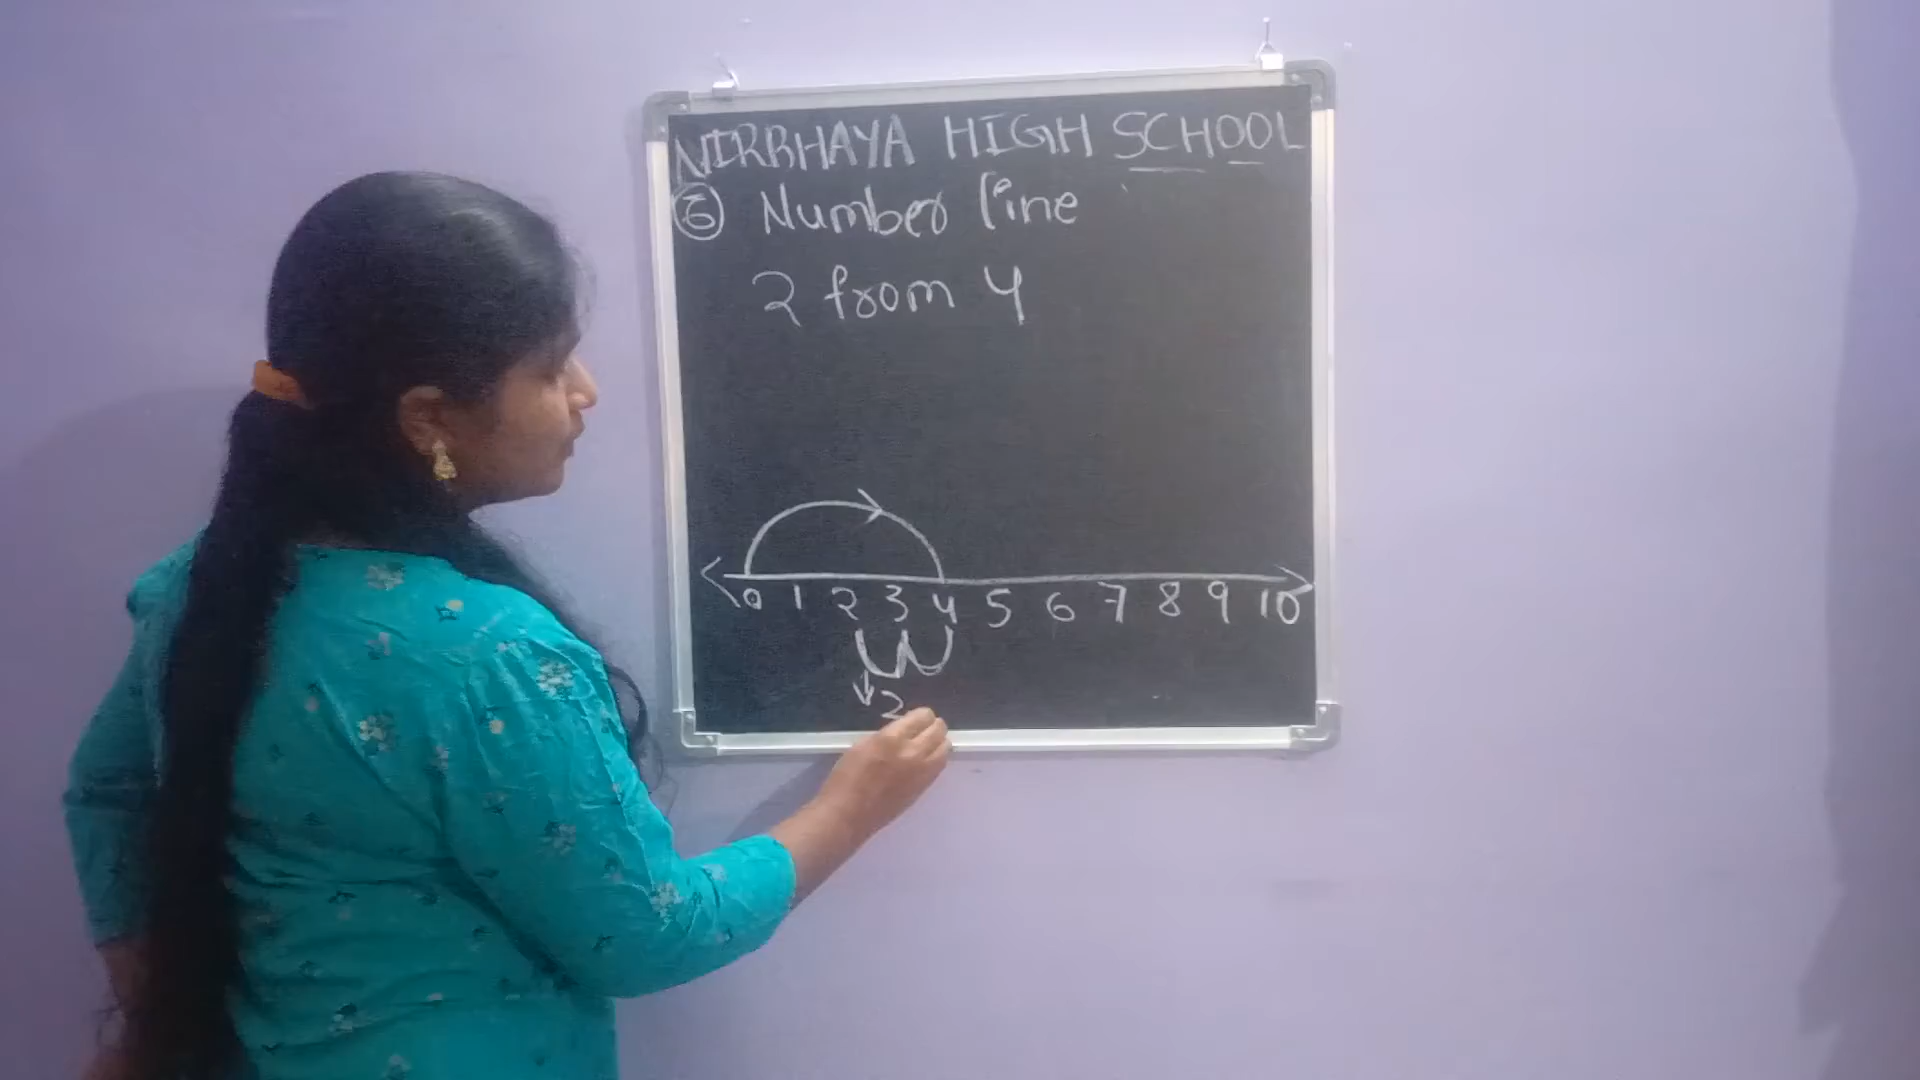 NIRBHAYA HIGH SCHOOL
⑥ Number line
2 from 4
0 1 2 3 4 5 6 7 8 9 10
2